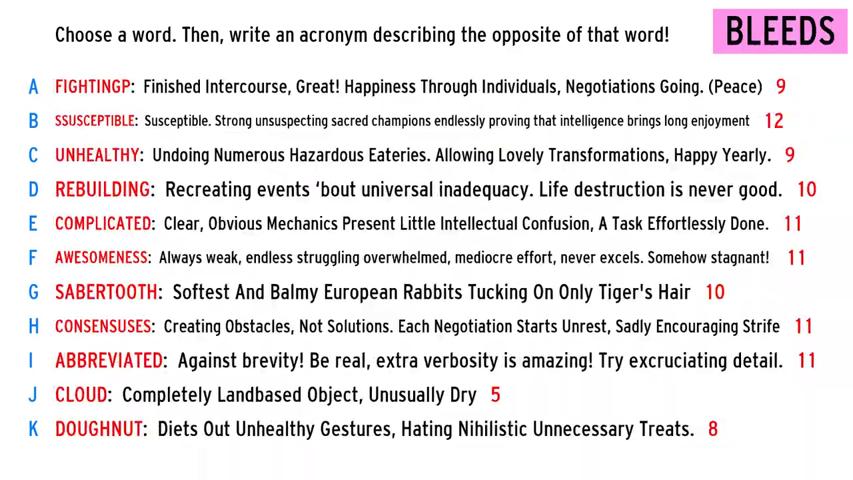 Choose a word. Then, write an acronym describing the opposite of that word!
BLEEDS
A FIGHTINGP: Finished Intercourse, Great! Happiness Through Individuals, Negotiations Going. (Peace) 9
B SSUSCEPTIBLE: Susceptible. Strong unsuspecting sacred champions endlessly proving that intelligence brings long enjoyment 12
C UNHEALTHY: Undoing Numerous Hazardous Eateries. Allowing Lovely Transformations, Happy Yearly. 9
D REBUILDING: Recreating events ‘bout universal inadequacy. Life destruction is never good. 10
E COMPLICATED: Clear, Obvious Mechanics Present Little Intellectual Confusion, A Task Effortlessly Done. 11
F AWESOMENESS: Always weak, endless struggling overwhelmed, mediocre effort, never excels. Somehow stagnant! 11
G SABERTOOTH: Softest And Balmy European Rabbits Tucking On Only Tiger's Hair 10
H CONSENSUSES: Creating Obstacles, Not Solutions. Each Negotiation Starts Unrest, Sadly Encouraging Strife 11
I ABBREVIATED: Against brevity! Be real, extra verbosity is amazing! Try excruciating detail. 11
J CLOUD: Completely Landbased Object, Unusually Dry 5
K DOUGHNUT: Diets Out Unhealthy Gestures, Hating Nihilistic Unnecessary Treats. 8